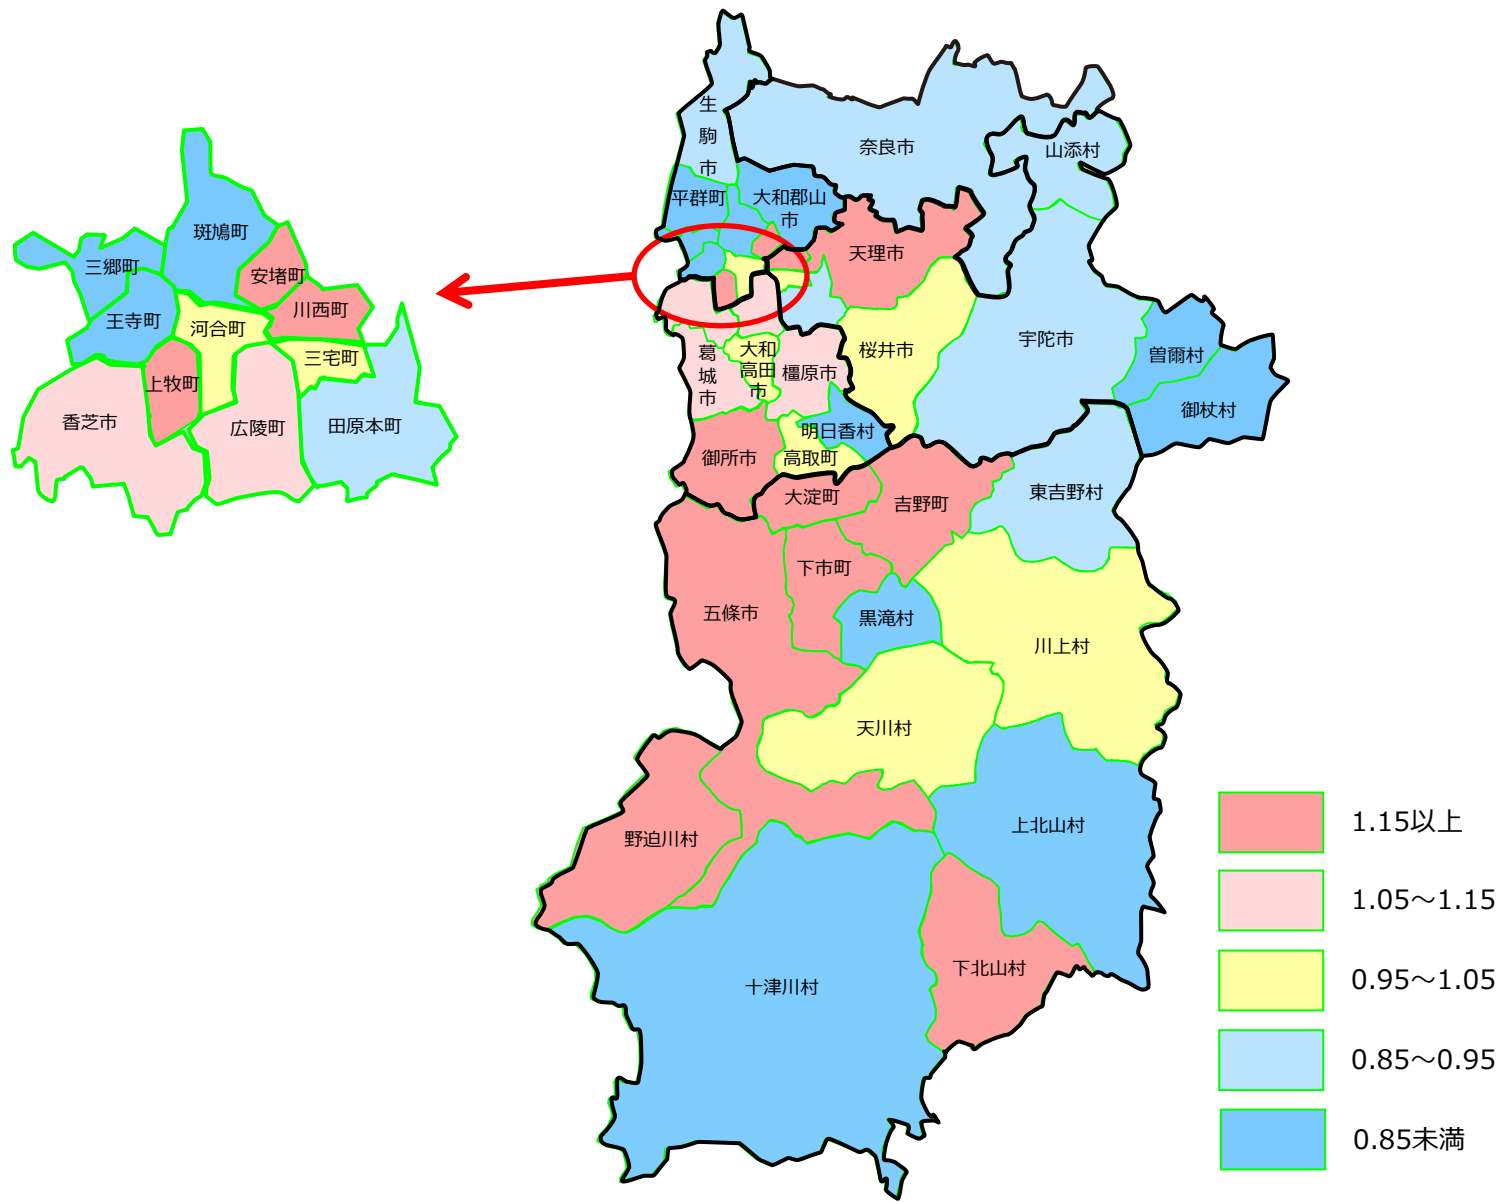 生
駒
市
奈良市
山添村
平群町
大和郡山
市
天理市
斑鳩町
三郷町
安堵町
川西町
王寺町
河合町
三宅町
上牧町
香芝市
広陵町
田原本町
葛
城
市
大和
高田
市
橿原市
桜井市
宇陀市
曽爾村
御杖村
明日香村
高取町
御所市
大淀町
吉野町
東吉野村
下市町
五條市
黒滝村
川上村
天川村
野迫川村
上北山村
下北山村
十津川村
1.15以上
1.05～1.15
0.95～1.05
0.85～0.95
0.85未満